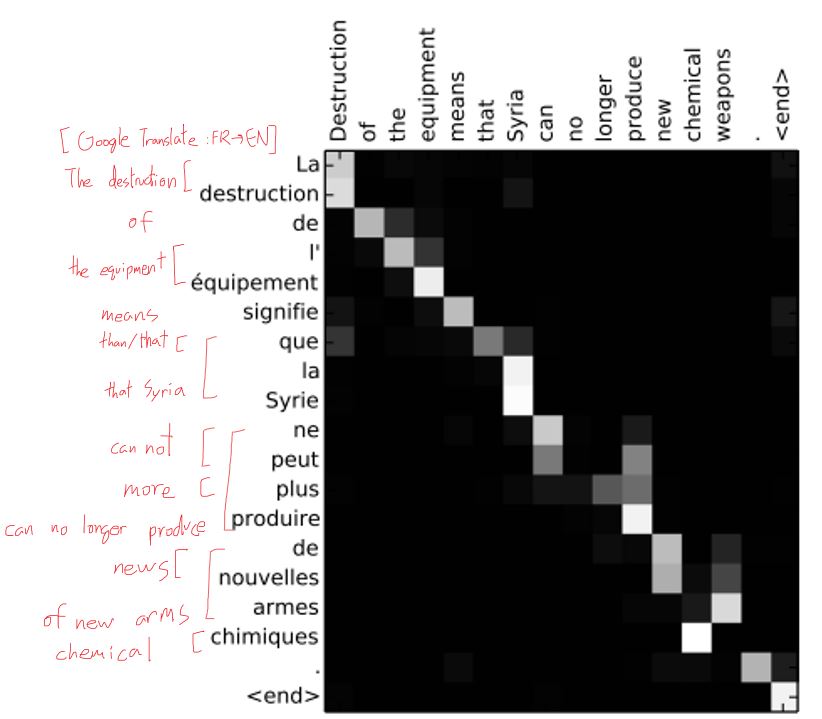 Destruction
of
the
equipment
means
that
Syria
can
no
longer
produce
new
chemical
weapons
.
<end>
[Google Translate : FR→EN]
La
The destruction [
destruction
of
de
l'
the equipment [
équipement
means
signifie
than/that [
que
la
that Syria
Syrie
ne
can not [
peut
more [
plus
can no longer produce
produire
de
news [
nouvelles
of new arms
armes
chemical [
chimiques
.
<end>